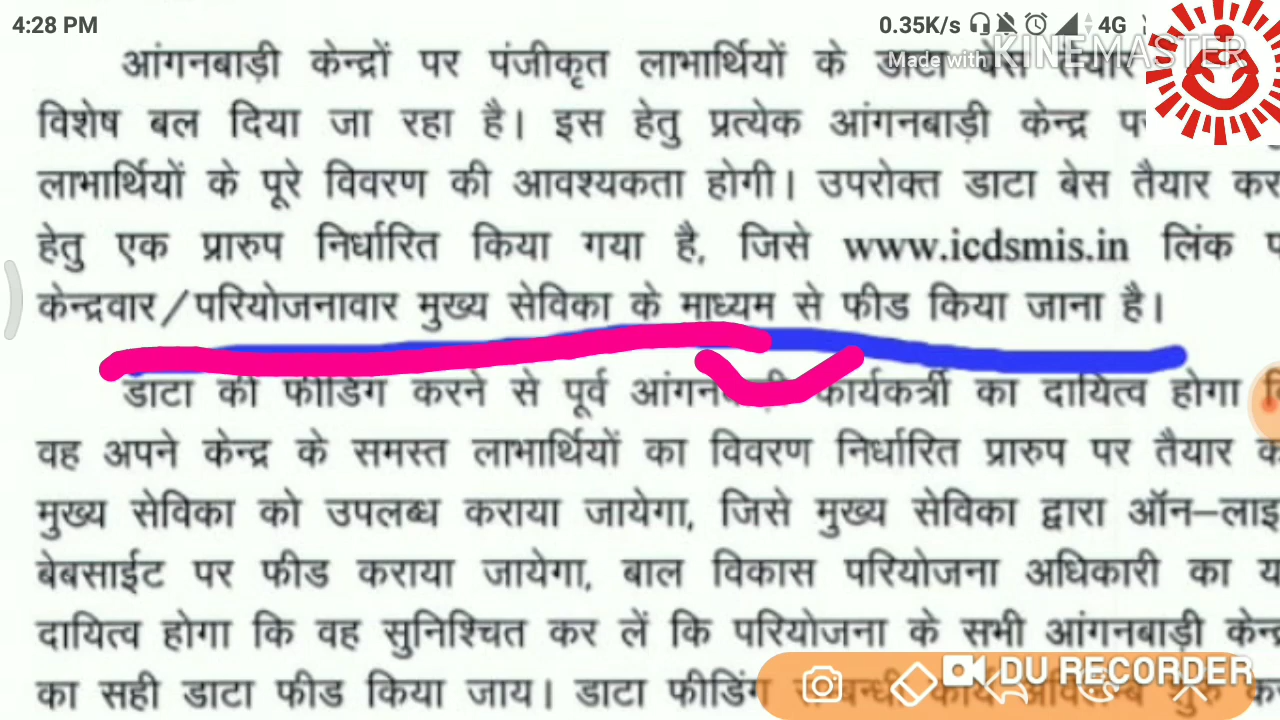 4:28 PM 0.35K/s 4G
Made with KINEMASTER
आंगनबाड़ी केन्द्रों पर पंजीकृत लाभार्थियों के डाटा बेस तैयार
विशेष बल दिया जा रहा है। इस हेतु प्रत्येक आंगनबाड़ी केन्द्र
लाभार्थियों के पूरे विवरण की आवश्यकता होगी। उपरोक्त डाटा बेस तैयार
हेतु एक प्रारुप निर्धारित किया गया है, जिसे www.icdsmis.in लिंक
केन्द्रवार/परियोजनावार मुख्य सेविका के माध्यम से फीड किया जाना है।
डाटा की फीडिंग करने से पूर्व कार्यकर्त्री का दायित्व होगा
वह अपने केन्द्र के समस्त लाभार्थियों का विवरण निर्धारित प्रारुप पर तैयार
मुख्य सेविका को उपलब्ध कराया जायेगा, जिसे मुख्य सेविका द्वारा ऑन–लाइ
बेबसाईट पर फीड कराया जायेगा, बाल विकास परियोजना अधिकारी का
दायित्व होगा कि वह सुनिश्चित कर लें कि परियोजना के सभी आंगनबाड़ी केन्द्र
का सही डाटा फीड किया जाय। डाटा फीडिंग
DU RECORDER